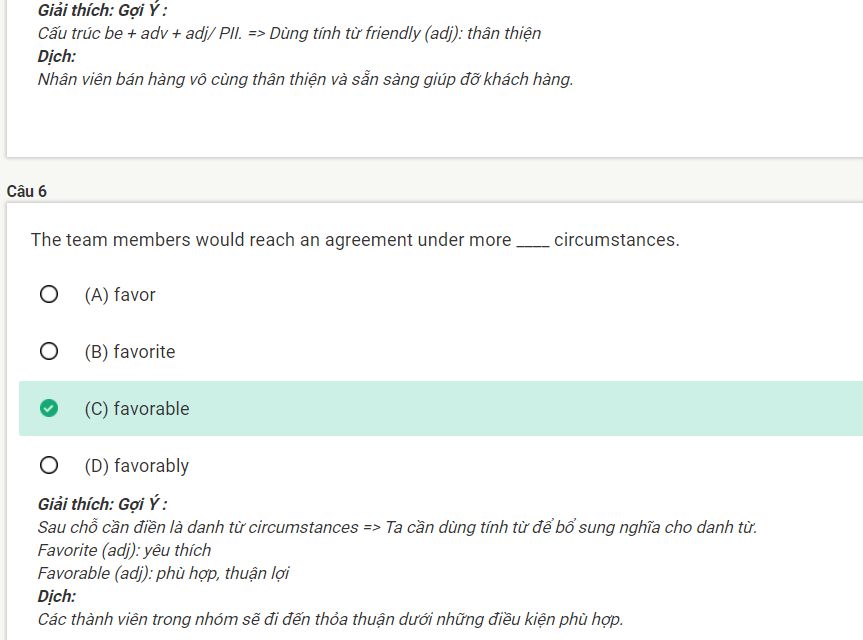 Giải thích: Gợi Ý :
Cấu trúc be + adv + adj/ PII. => Dùng tính từ friendly (adj): thân thiện
Dịch:
Nhân viên bán hàng vô cùng thân thiện và sẵn sàng giúp đỡ khách hàng.
Câu 6
The team members would reach an agreement under more ____ circumstances.
(A) favor
(B) favorite
(C) favorable
(D) favorably
Giải thích: Gợi Ý :
Sau chỗ cần điền là danh từ circumstances => Ta cần dùng tính từ để bổ sung nghĩa cho danh từ.
Favorite (adj): yêu thích
Favorable (adj): phù hợp, thuận lợi
Dịch:
Các thành viên trong nhóm sẽ đi đến thỏa thuận dưới những điều kiện phù hợp.